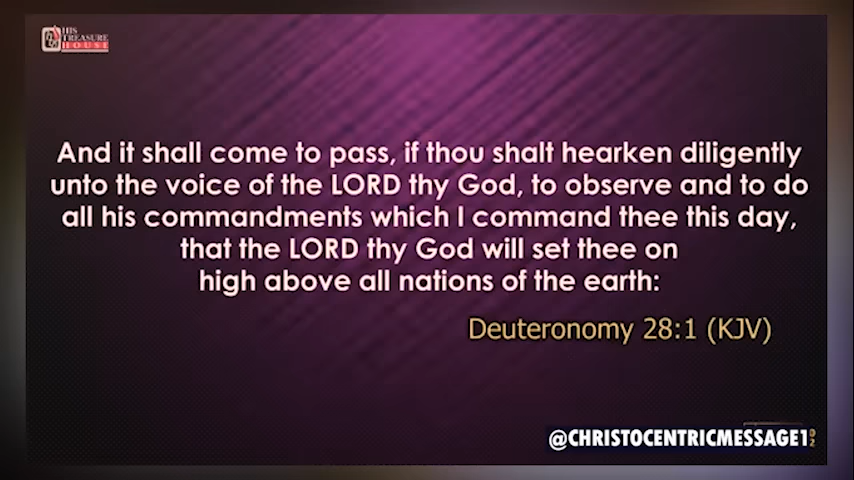 HIS
TREASURE
HOUSE
And it shall come to pass, if thou shalt hearken diligently
unto the voice of the LORD thy God, to observe and to do
all his commandments which I command thee this day,
that the LORD thy God will set thee on
high above all nations of the earth:
Deuteronomy 28:1 (KJV)
@CHRISTOCENTRICMESSAGE1